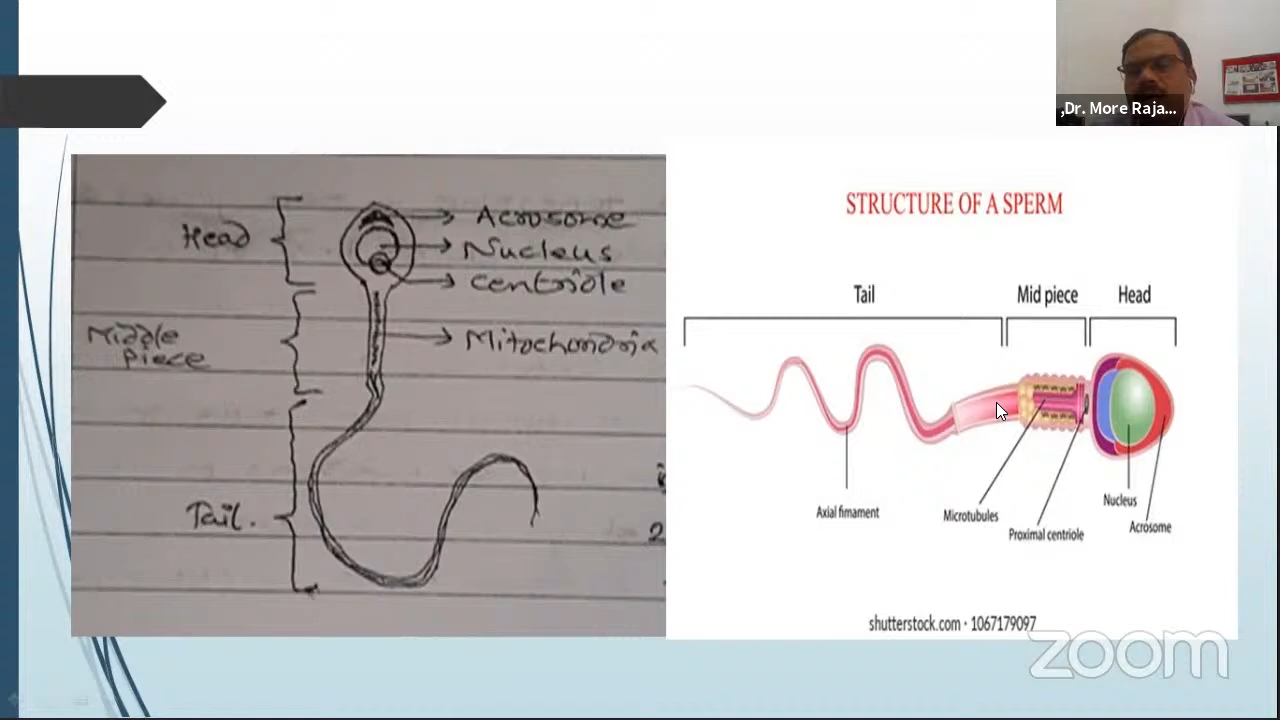 ,Dr. More Raja...
Head
Acrosome
Nucleus
Centriole
Middle
Piece
Mitochondria
Tail.
2
STRUCTURE OF A SPERM
Tail
Mid piece
Head
Axial fimament
Microtubules
Proximal centriole
Nucleus
Acrosome
shutterstock.com · 1067179097
zoom